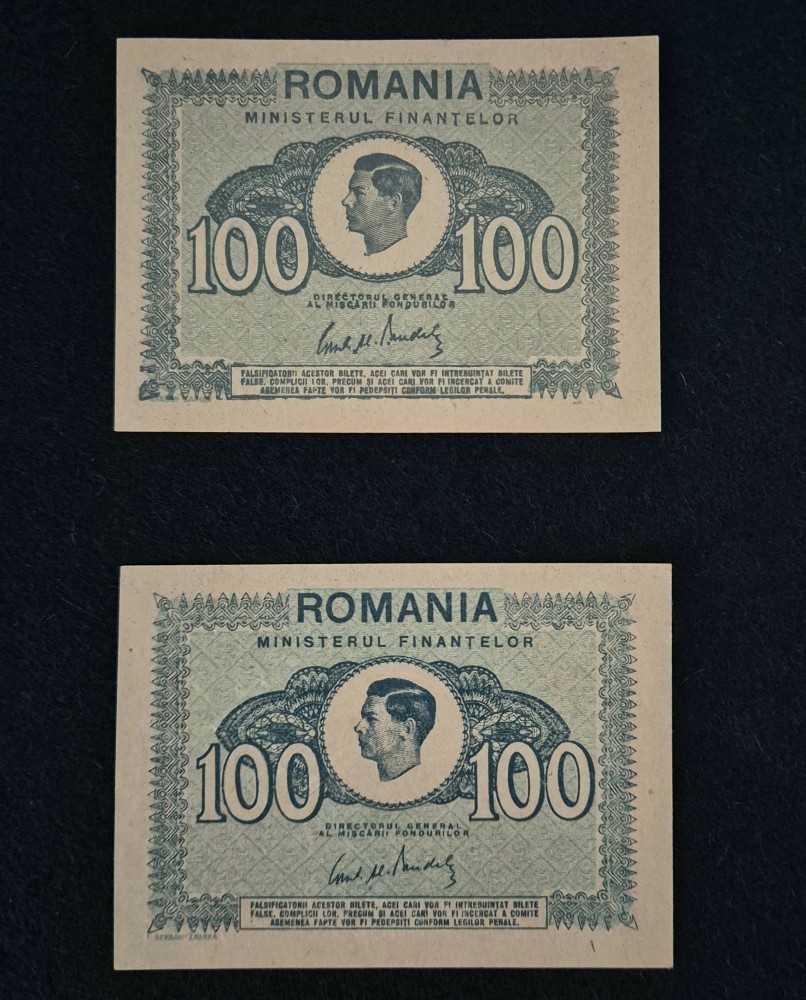 ROMANIA
MINISTERUL FINANȚELOR
100 100
DIRECTORUL GENERAL
AL MIȘCĂRII FONDURILOR
FALSIFICATORII ACESTOR BILETE, ACEI CARI VOR FI INTREBUINȚAT BILETE
FALSE, COMPLICII LOR, PRECUM ȘI ACEI CARI VOR FI INCERCAT A COMITE
ASEMENEA FAPTE VOR FI PEDEPSIȚI CONFORM LEGILOR PENALE.
ROMANIA
MINISTERUL FINANȚELOR
100 100
DIRECTORUL GENERAL
AL MIȘCĂRII FONDURILOR
FALSIFICATORII ACESTOR BILETE, ACEI CARI VOR FI INTREBUINȚAT BILETE
FALSE, COMPLICII LOR, PRECUM ȘI ACEI CARI VOR FI INCERCAT A COMITE
ASEMENEA FAPTE VOR FI PEDEPSIȚI CONFORM LEGILOR PENALE.